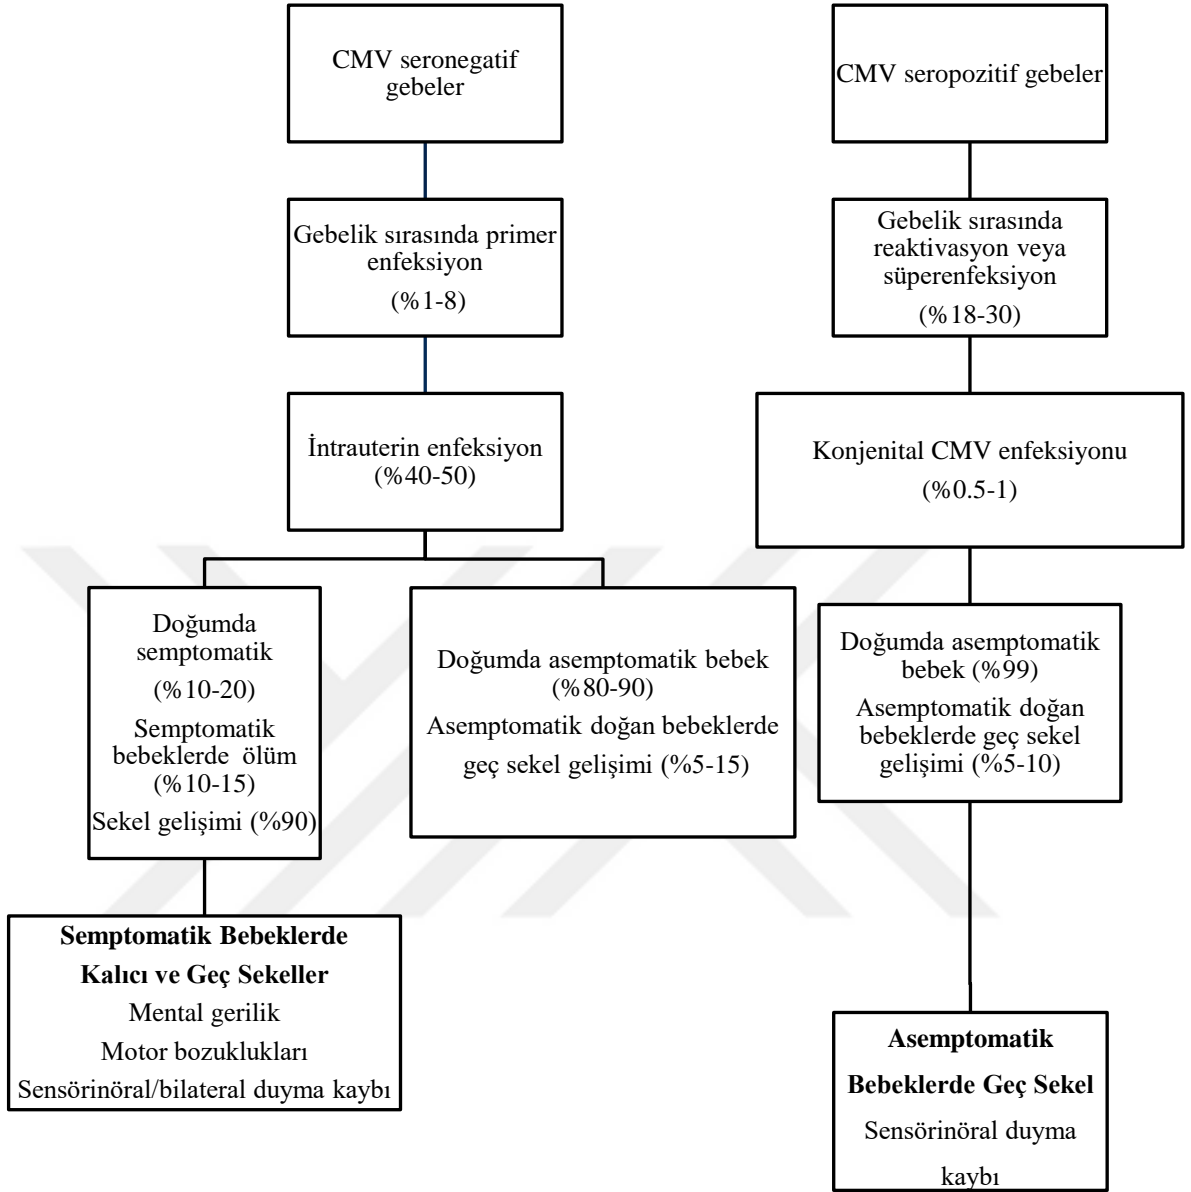 CMV seronegatif
gebeler
CMV seropozitif gebeler
Gebelik sırasında primer
enfeksiyon
(%1-8)
Gebelik sırasında
reaktivasyon veya
süperenfeksiyon
(%18-30)
İntrauterin enfeksiyon
(%40-50)
Konjenital CMV enfeksiyonu
(%0.5-1)
Doğumda
semptomatik
(%10-20)
Semptomatik
bebeklerde ölüm
(%10-15)
Sekel gelişimi (%90)
Doğumda asemptomatik bebek
(%80-90)
Asemptomatik doğan bebeklerde
geç sekel gelişimi (%5-15)
Doğumda asemptomatik
bebek (%99)
Asemptomatik doğan
bebeklerde geç sekel
gelişimi (%5-10)
Semptomatik Bebeklerde
Kalıcı ve Geç Sekeller
Mental gerilik
Motor bozuklukları
Sensörinöral/bilateral duyma kaybı
Asemptomatik
Bebeklerde Geç Sekel
Sensörinöral duyma
kaybı